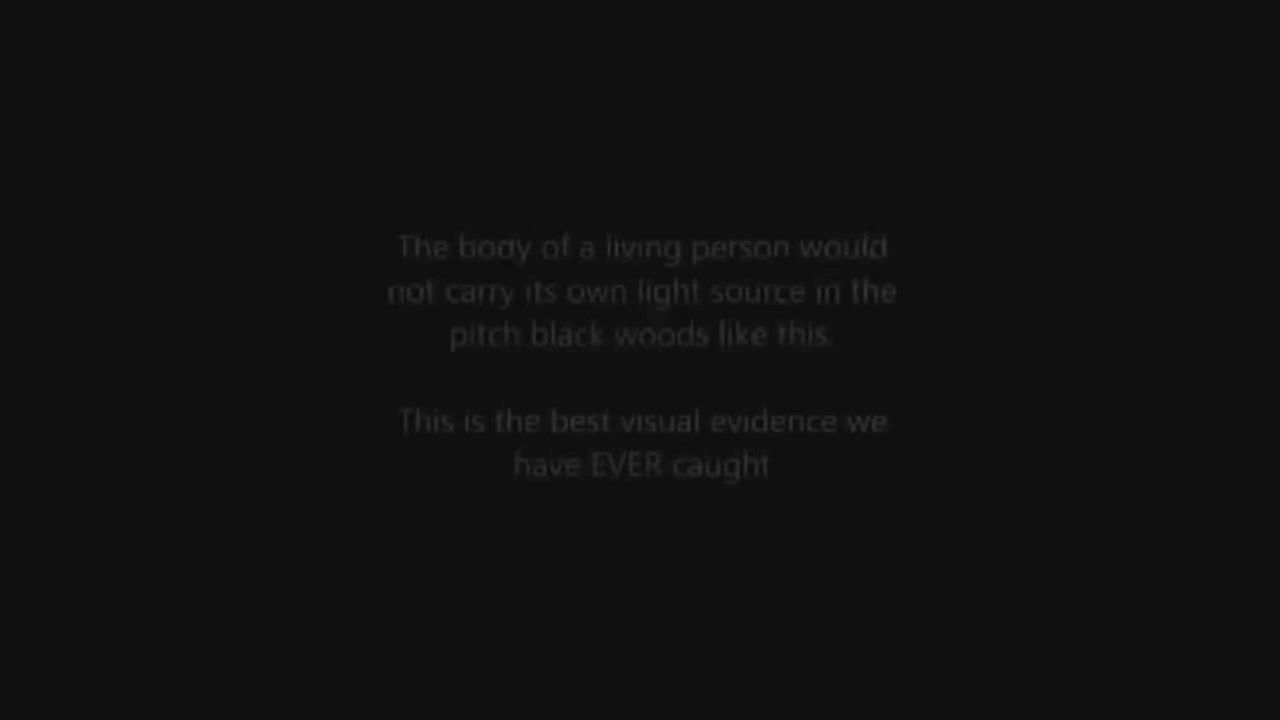 The body of a living person would
not carry its own light source in the
pitch black woods like this.
This is the best visual evidence we
have EVER caught